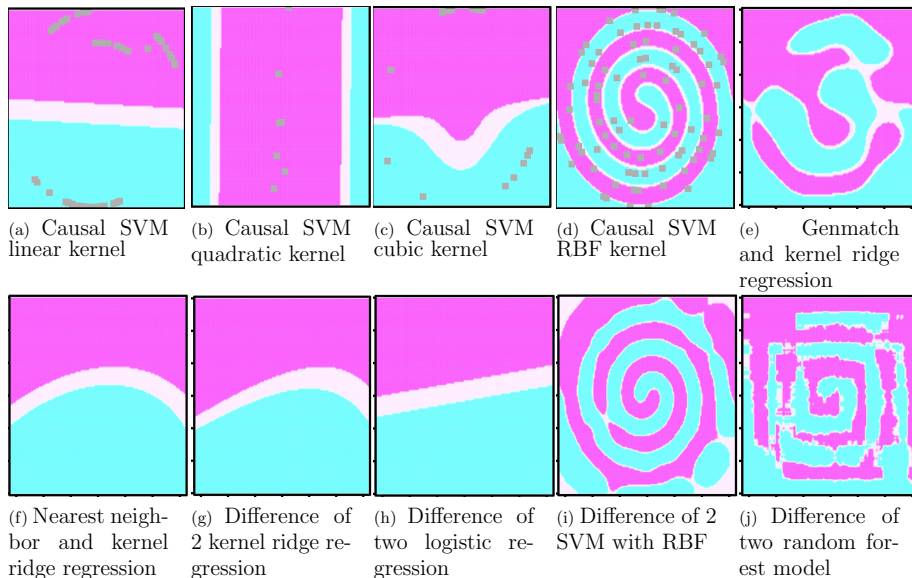 (a) Causal SVM
linear kernel
(b) Causal SVM
quadratic kernel
(c) Causal SVM
cubic kernel
(d) Causal SVM
RBF kernel
(e) Genmatch
and kernel ridge
regression
(f) Nearest neigh-
bor and kernel
ridge regression
(g) Difference of
2 kernel ridge re-
gression
(h) Difference of
two logistic re-
gression
(i) Difference of 2
SVM with RBF
(j) Difference of
two random for-
est model